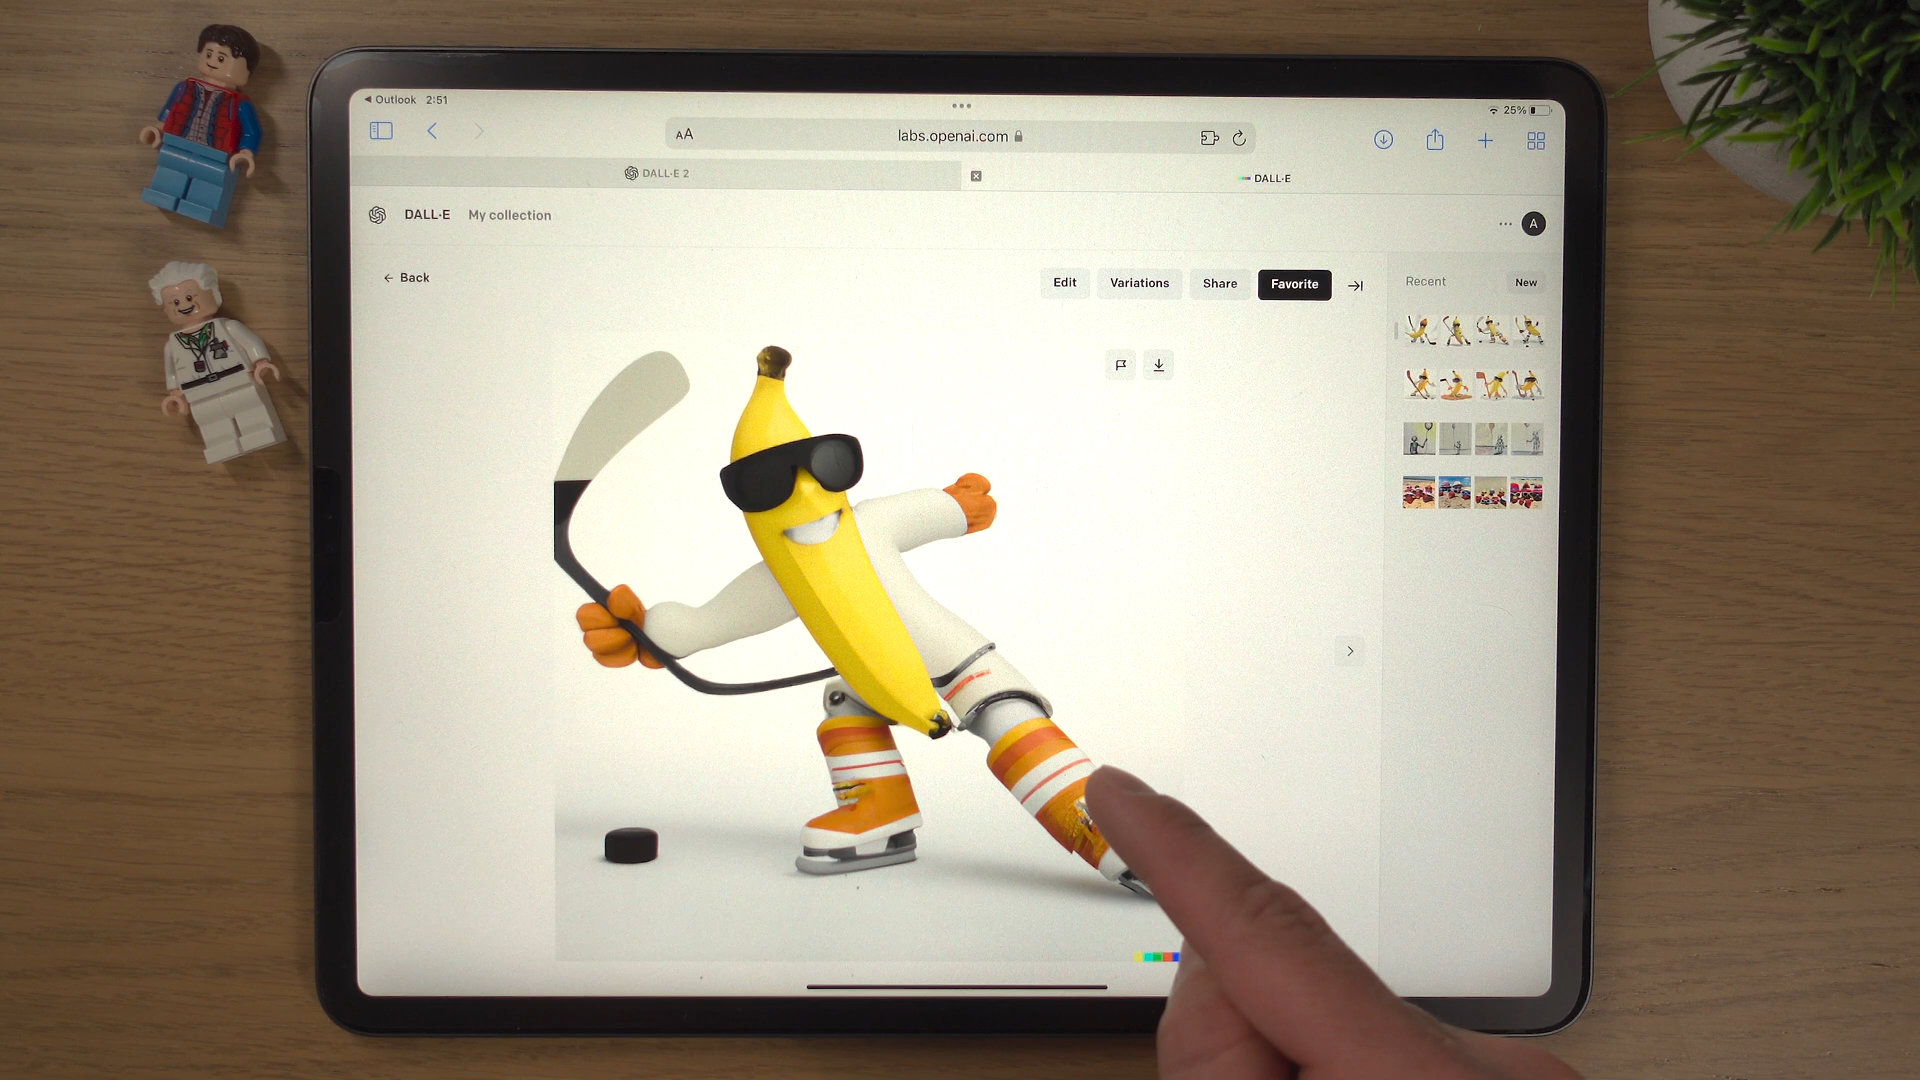 Outlook 2:51
25%
AA labs.openai.com
DALL·E 2
DALL·E
DALL·E My collection
A
Back
Edit Variations Share Favorite
Recent New